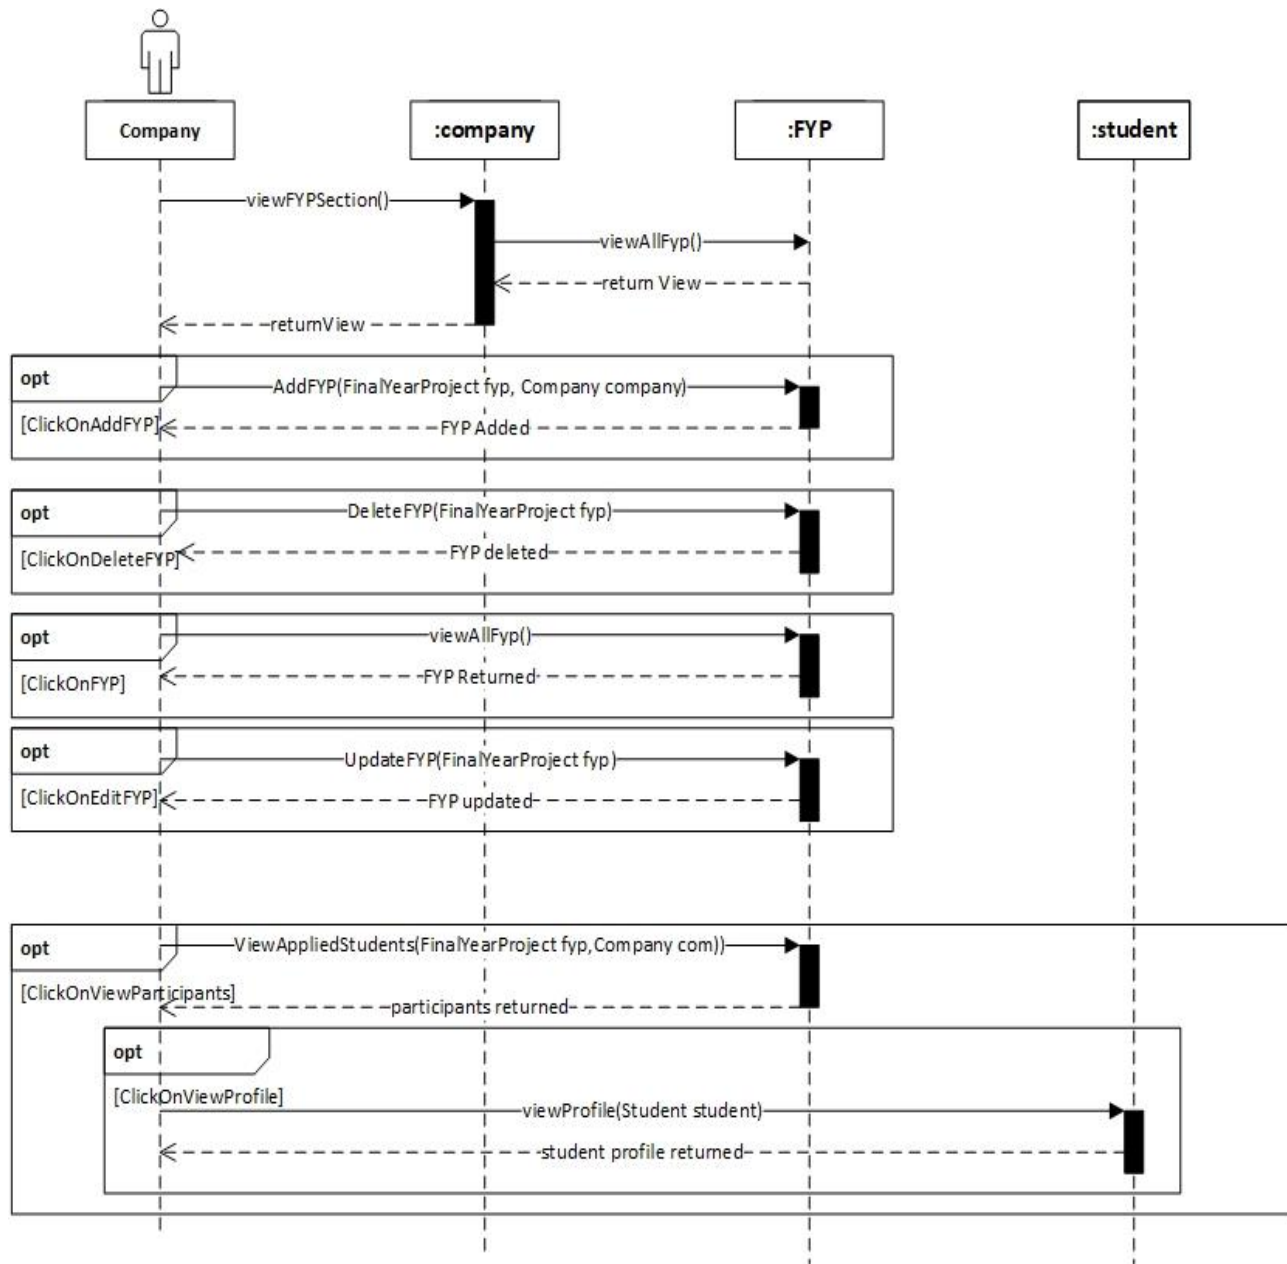 Company
:company
:FYP
:student
viewFYPSection()
viewAllFyp()
return View
returnView
opt
AddFYP(FinalYearProject fyp, Company company)
[ClickOnAddFYP]
FYP Added
opt
DeleteFYP(FinalYearProject fyp)
[ClickOnDeleteFYP]
FYP deleted
opt
viewAllFyp()
[ClickOnFYP]
FYP Returned
opt
UpdateFYP(FinalYearProject fyp)
[ClickOnEditFYP]
FYP updated
opt
ViewAppliedStudents(FinalYearProject fyp,Company com))
[ClickOnViewParticipants]
participants returned
opt
[ClickOnViewProfile]
viewProfile(Student student)
student profile returned